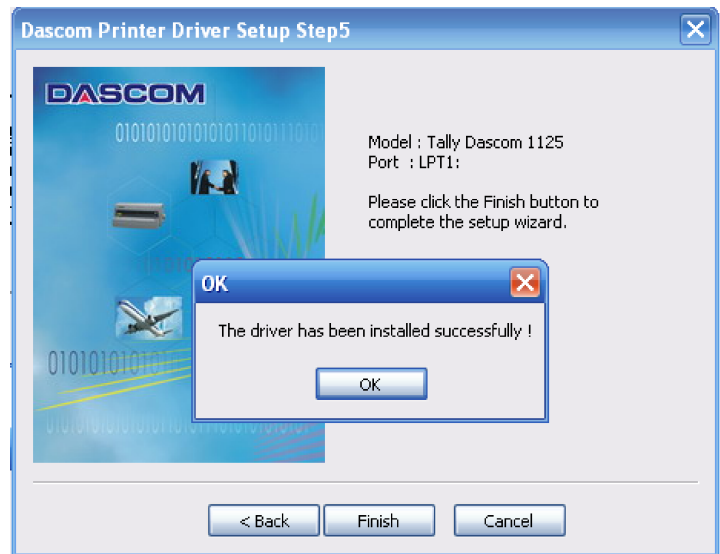 Dascom Printer Driver Setup Step5
DASCOM
Model : Tally Dascom 1125
Port : LPT1:
Please click the Finish button to
complete the setup wizard.
OK
The driver has been installed successfully !
OK
< Back
Finish
Cancel